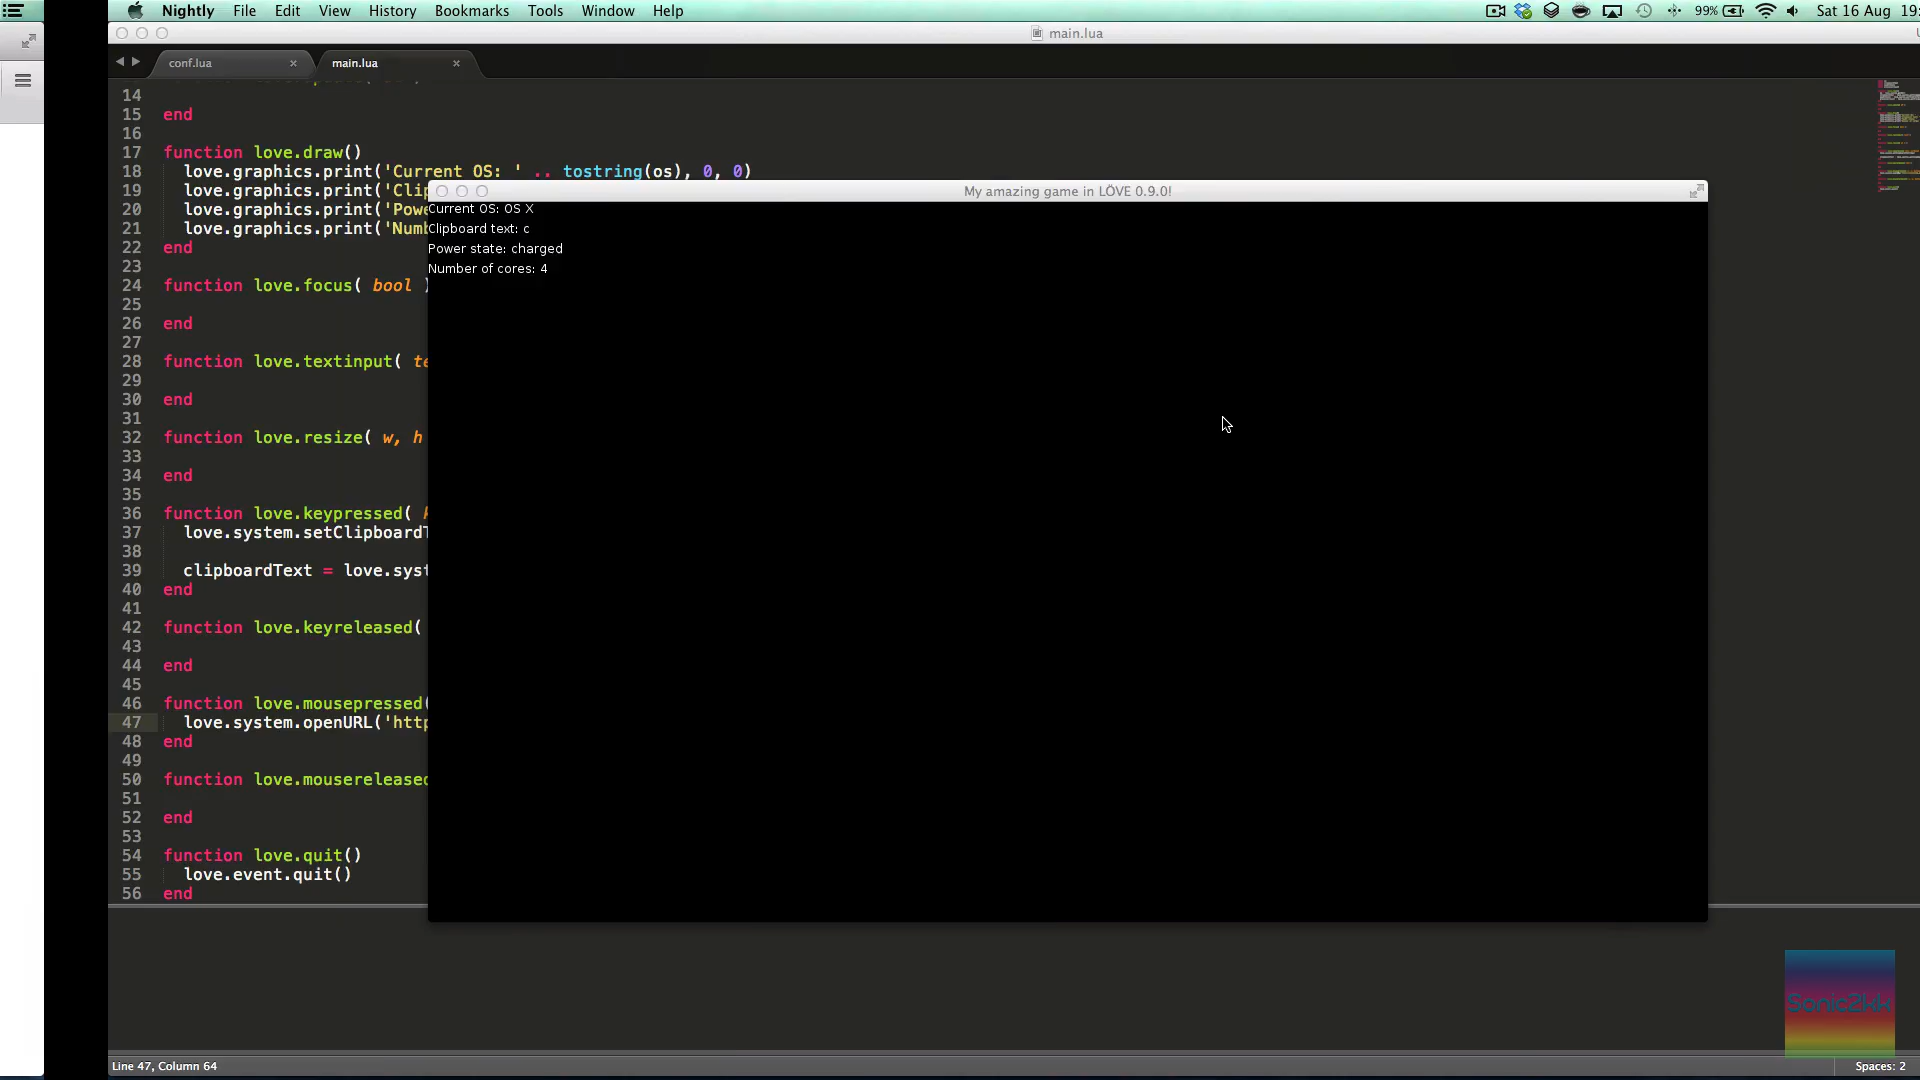 Nightly File Edit View History Bookmarks Tools Window Help 99% Sat 16 Aug 19:
main.lua
conf.lua main.lua
14
15 end
16
17 function love.draw()
18 love.graphics.print('Current OS: ' .. tostring(os), 0, 0)
19 love.graphics.print('Clip
20 love.graphics.print('Powe
21 love.graphics.print('Numb
22 end
23
24 function love.focus( bool )
25
26 end
27
28 function love.textinput( te
29
30 end
31
32 function love.resize( w, h
33
34 end
35
36 function love.keypressed( k
37 love.system.setClipboardT
38
39 clipboardText = love.syst
40 end
41
42 function love.keyreleased(
43
44 end
45
46 function love.mousepressed(
47 love.system.openURL('http
48 end
49
50 function love.mousereleased
51
52 end
53
54 function love.quit()
55 love.event.quit()
56 end
My amazing game in LÖVE 0.9.0!
Current OS: OS X
Clipboard text: c
Power state: charged
Number of cores: 4
Sonic2kk
Line 47, Column 64
Spaces: 2